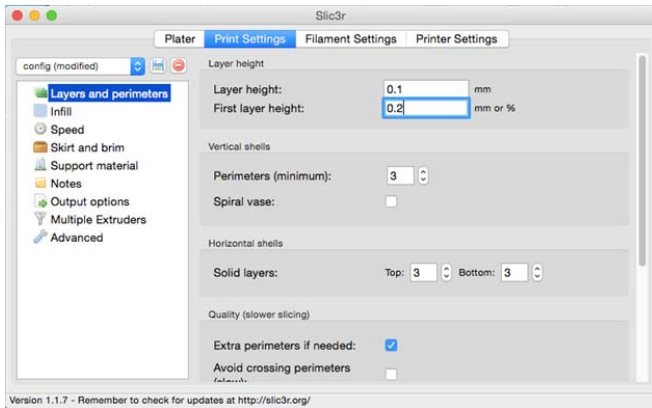 Slic3r
Plater Print Settings Filament Settings Printer Settings
config (modified)
Layers and perimeters
Infill
Speed
Skirt and brim
Support material
Notes
Output options
Multiple Extruders
Advanced
Layer height
Layer height: 0.1 mm
First layer height: 0.2 mm or %
Vertical shells
Perimeters (minimum): 3
Spiral vase:
Horizontal shells
Solid layers: Top: 3 Bottom: 3
Quality (slower slicing)
Extra perimeters if needed:
Avoid crossing perimeters
Version 1.1.7 - Remember to check for updates at http://slic3r.org/